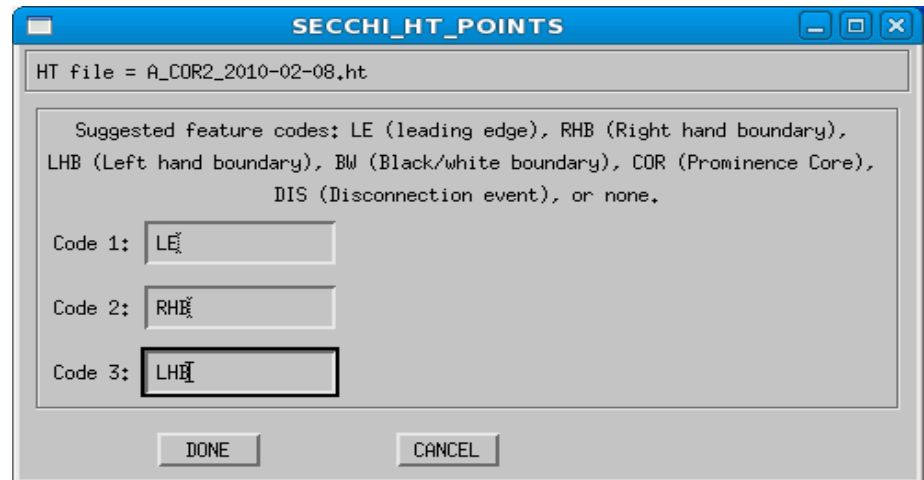 SECCHI_HT_POINTS
HT file = A_COR2_2010-02-08.ht
Suggested feature codes: LE (leading edge), RHB (Right hand boundary),
LHB (Left hand boundary), BW (Black/white boundary), COR (Prominence Core),
DIS (Disconnection event), or none.
Code 1: LE
Code 2: RHB
Code 3: LHB
DONE CANCEL